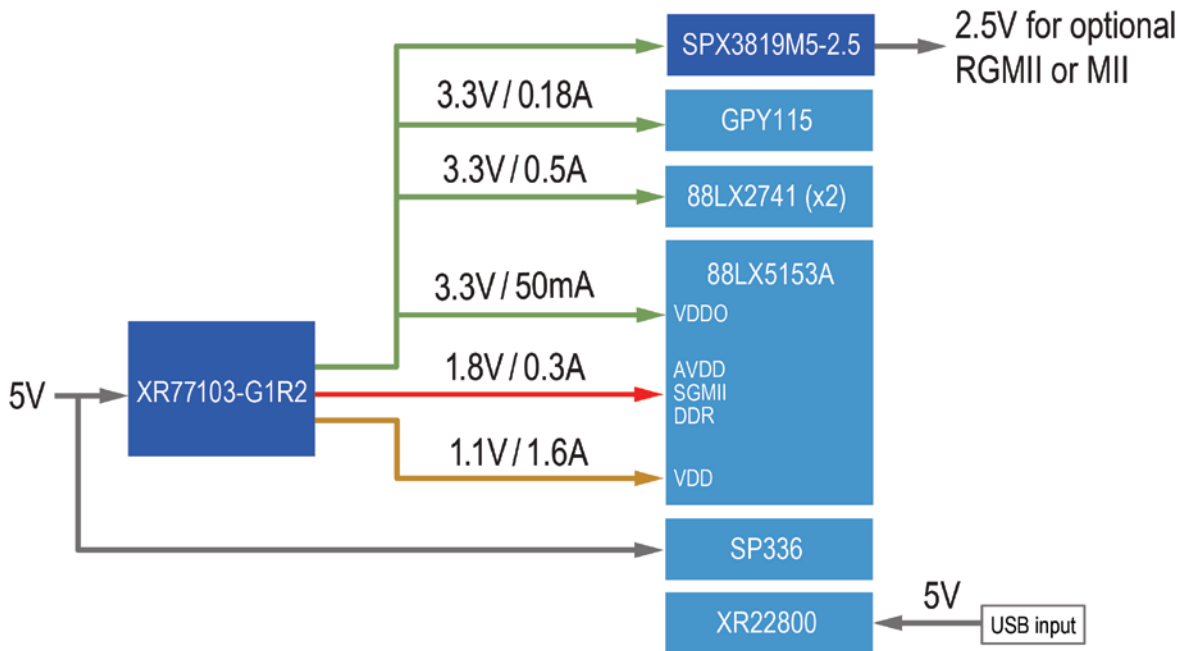 SPX3819M5-2.5
2.5V for optional
RGMII or MII
3.3V / 0.18A
GPY115
3.3V / 0.5A
88LX2741 (x2)
88LX5153A
3.3V / 50mA
VDDO
5V
XR77103-G1R2
1.8V / 0.3A
AVDD
SGMII
DDR
1.1V / 1.6A
VDD
SP336
XR22800
5V
USB input